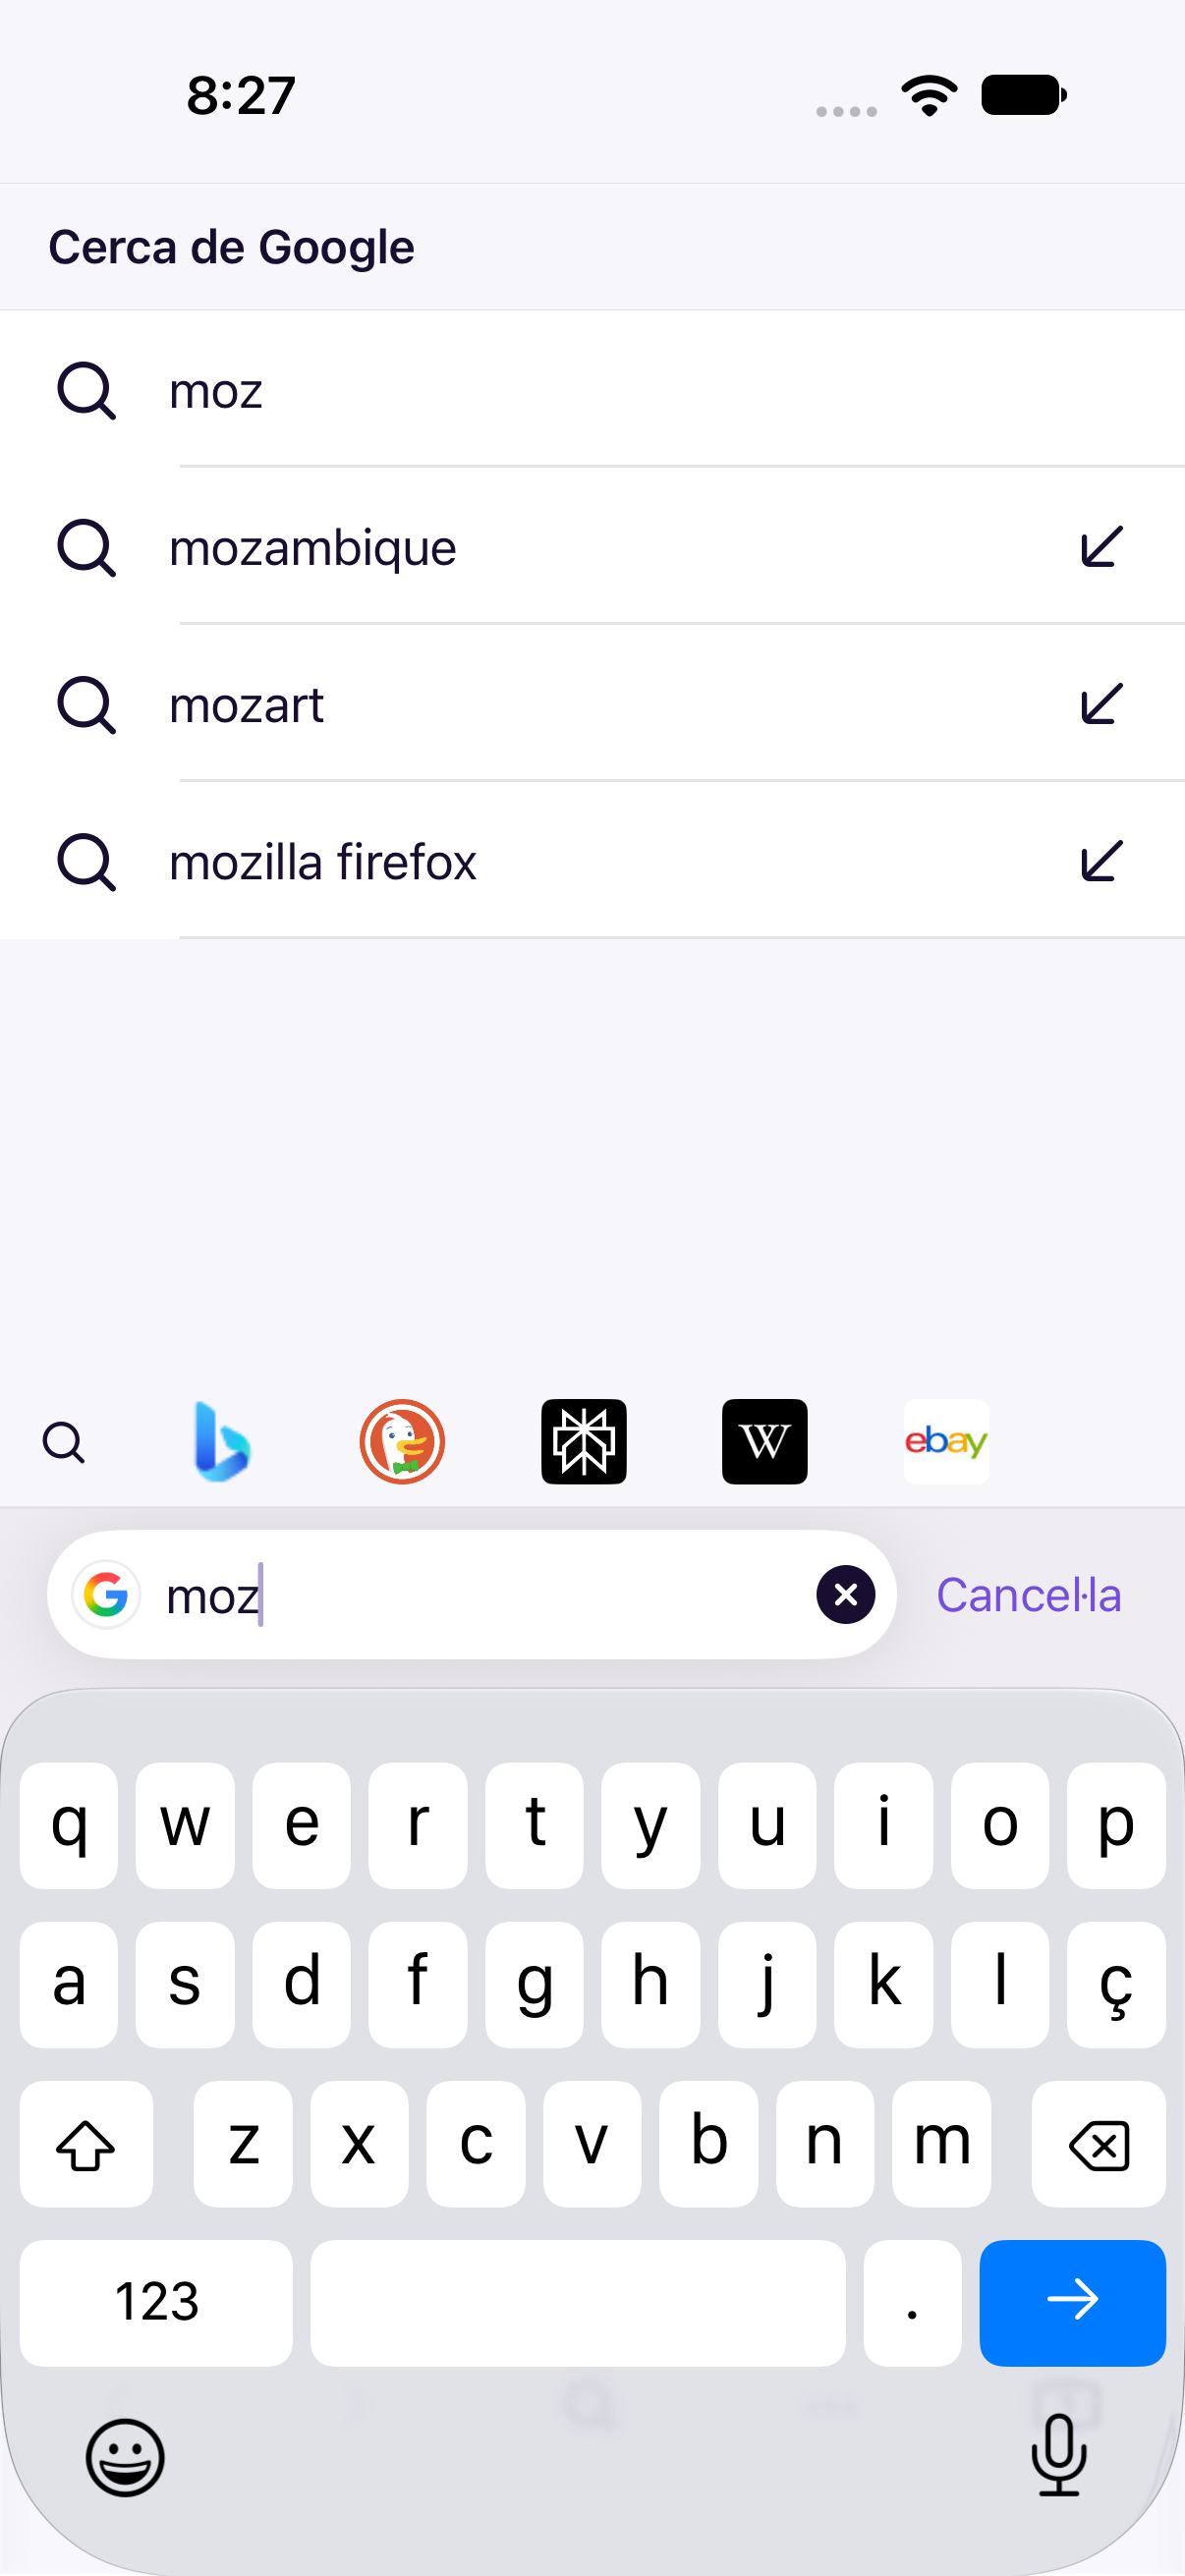 8:27
Cerca de Google
moz
mozambique
mozart
mozilla firefox
W
ebay
G moz Cancel·la
q w e r t y u i o p
a s d f g h j k l ç
z x c v b n m
123 .